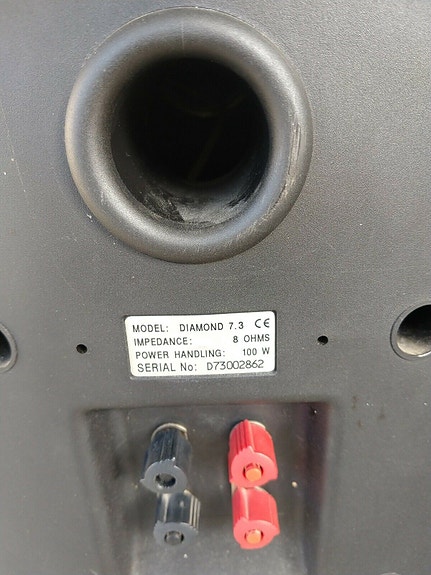 MODEL: DIAMOND 7.3 CE
IMPEDANCE: 8 OHMS
POWER HANDLING: 100 W
SERIAL No: D73002862